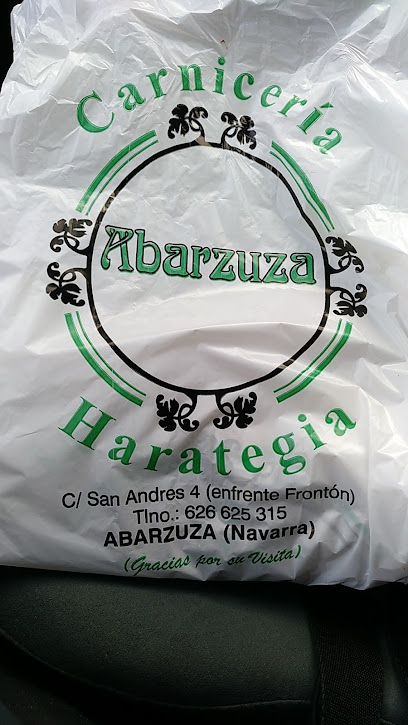 Carnicería
Abarzuza
Harategia
C/ San Andres 4 (enfrente Frontón)
Tlno.: 626 625 315
ABARZUZA (Navarra)
(Gracias por su Visita)